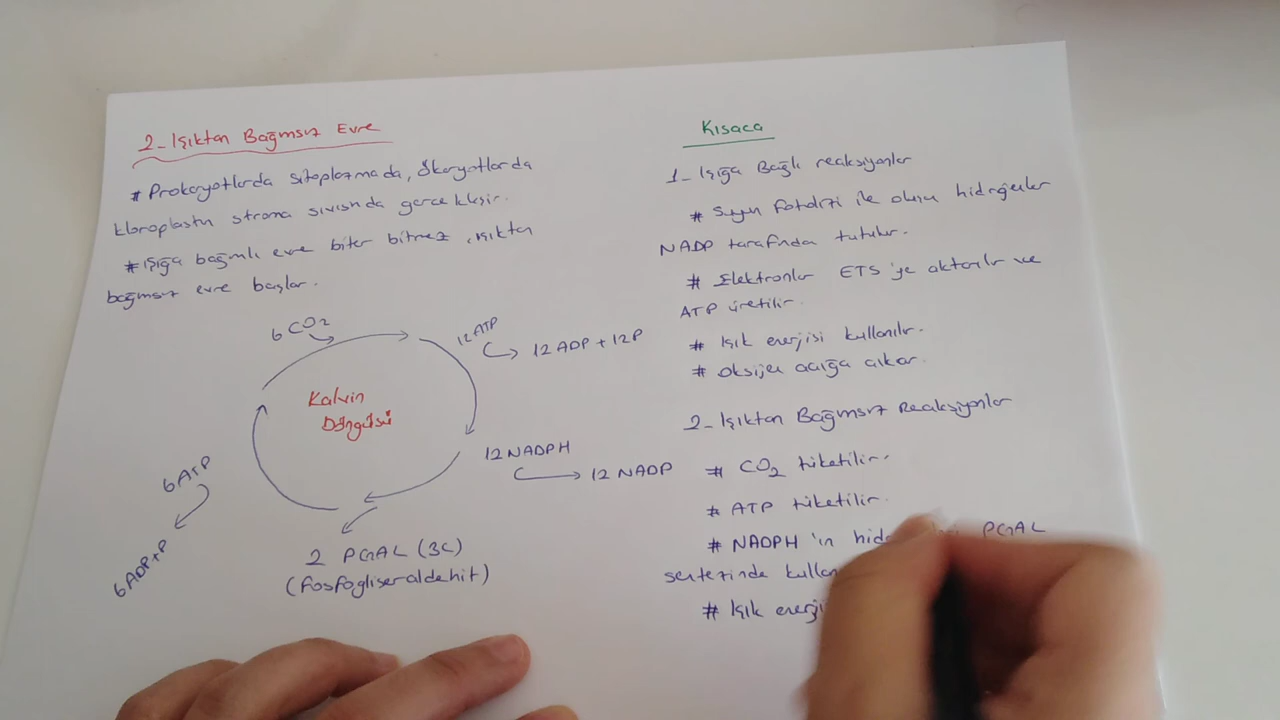 2- Işıktan Bağımsız Evre
# Prokaryotlarda sitoplazmada, Ökaryotlarda
kloroplastın stroma sıvısında gerçekleşir.
# Işığa bağımlı evre biter bitmez, ışıktan
bağımsız evre başlar.
6 CO2
12 ATP
12 ADP + 12P
Kalvin
Döngüsü
12 NADPH
12 NADP
6 ATP
6 ADP+P
2 PGAL (3C)
(fosfogliseraldehit)
Kısaca
1- Işığa Bağlı reaksiyonlar
# Suyun fotolizi ile oluşan hidrojenler
NADP tarafından tutulur.
# Elektronlar ETS'ye aktarılır ve
ATP üretilir.
# Işık enerjisi kullanılır.
# Oksijen açığa çıkar.
2- Işıktan Bağımsız Reaksiyonlar
# CO2 tüketilir.
# ATP tüketilir.
# NADPH 'ın PGAL
sentezinde
# Işık